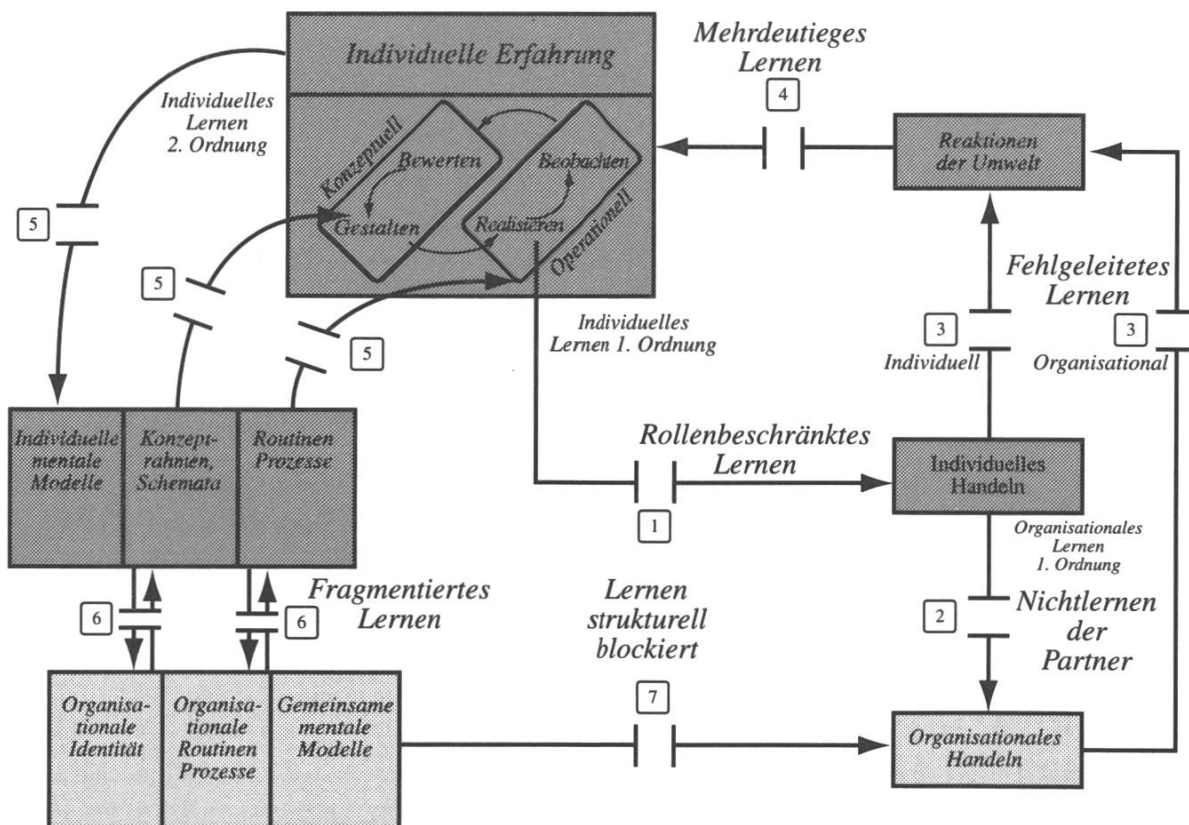 Individuelle Erfahrung
Mehrdeutieges
Lernen
4
Individuelles
Lernen
2. Ordnung
Konzeptuell
Bewerten
Gestalten
Beobachten
Realisieren
Operationell
Reaktionen
der Umwelt
5
5
5
Individuelles
Lernen 1. Ordnung
Fehlgeleitetes
Lernen
3
Individuell
3
Organisational
Individuelle
mentale
Modelle
Konzept-
rahmen,
Schemata
Routinen
Prozesse
Rollenbeschränktes
Lernen
1
Individuelles
Handeln
Organisationales
Lernen
1. Ordnung
6
6
Fragmentiertes
Lernen
Lernen
strukturell
blockiert
7
2
Nichtlernen
der
Partner
Organisa-
tionale
Identität
Organisa-
tionale
Routinen
Prozesse
Gemeinsame
mentale
Modelle
Organisationales
Handeln